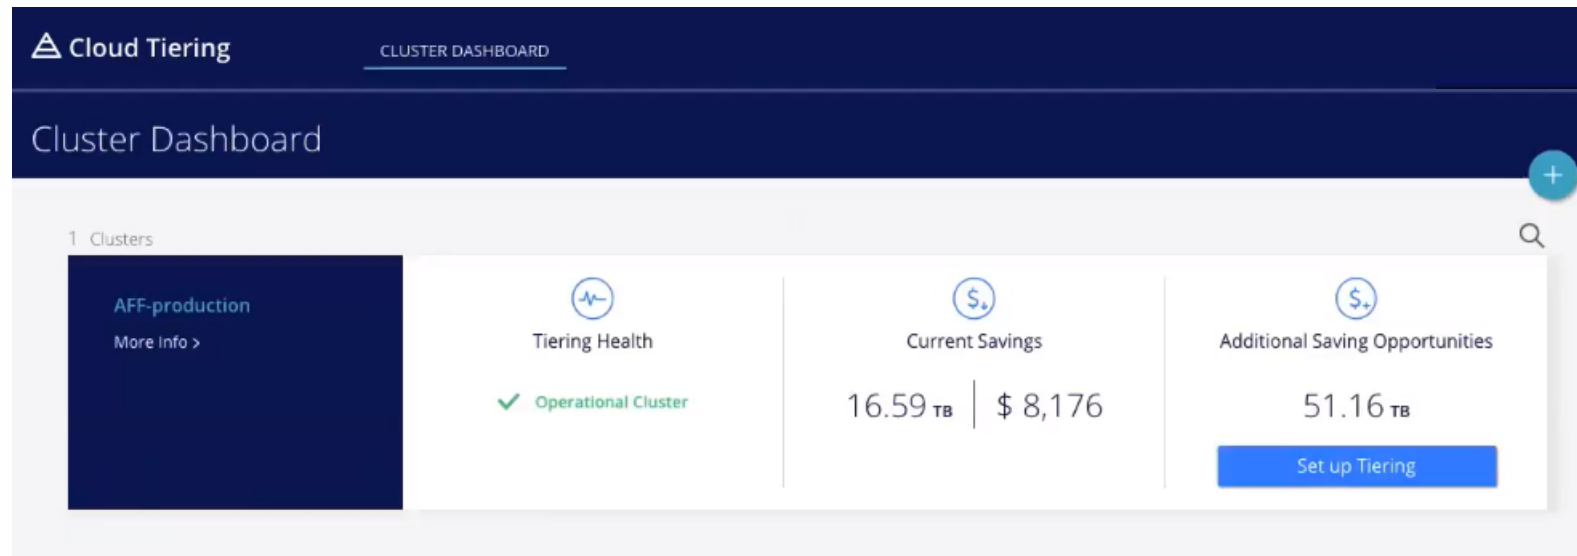 Cloud Tiering
CLUSTER DASHBOARD
Cluster Dashboard
+
1 Clusters
AFF-production
More Info >
Tiering Health
Operational Cluster
Current Savings
16.59 TB | $ 8,176
Additional Saving Opportunities
51.16 TB
Set up Tiering